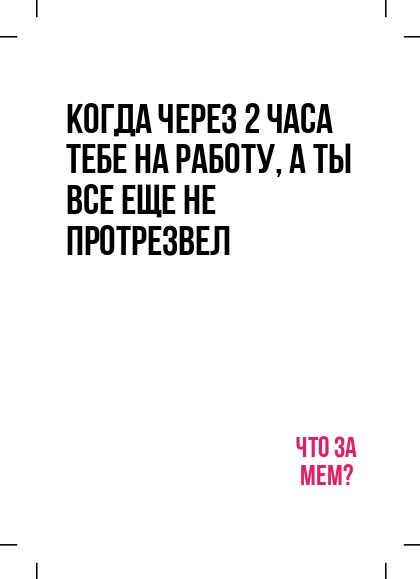 КОГДА ЧЕРЕЗ 2 ЧАСА
ТЕБЕ НА РАБОТУ, А ТЫ
ВСЕ ЕЩЕ НЕ
ПРОТРЕЗВЕЛ
ЧТО ЗА
МЕМ?